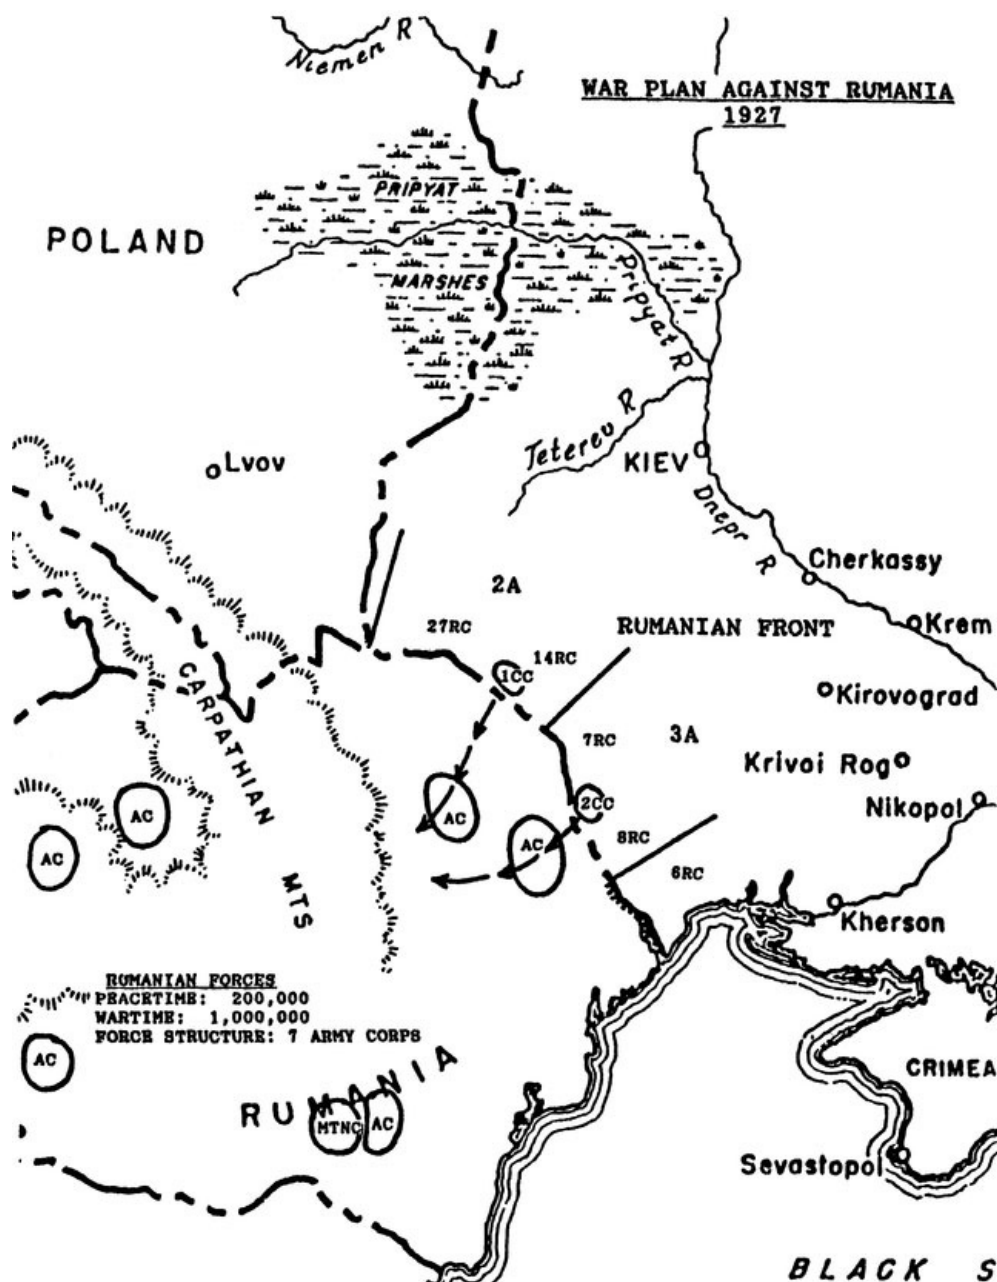 Niemen R
WAR PLAN AGAINST RUMANIA
1927
PRIPYAT
POLAND
MARSHES
Pripyat R
Teterev R
KIEV
Lvov
Dnepr R
Cherkassy
2A
27RC
RUMANIAN FRONT
Krem
14RC
1CC
CARPATHIAN MTS
Kirovograd
7RC
3A
Krivoi Rog
Nikopol
2CC
AC
AC
AC
AC
8RC
6RC
Kherson
RUMANIAN FORCES
PEACETIME: 200,000
WARTIME: 1,000,000
FORCE STRUCTURE: 7 ARMY CORPS
AC
CRIMEA
RUMANIA
MTNC
AC
Sevastopol
BLACK S